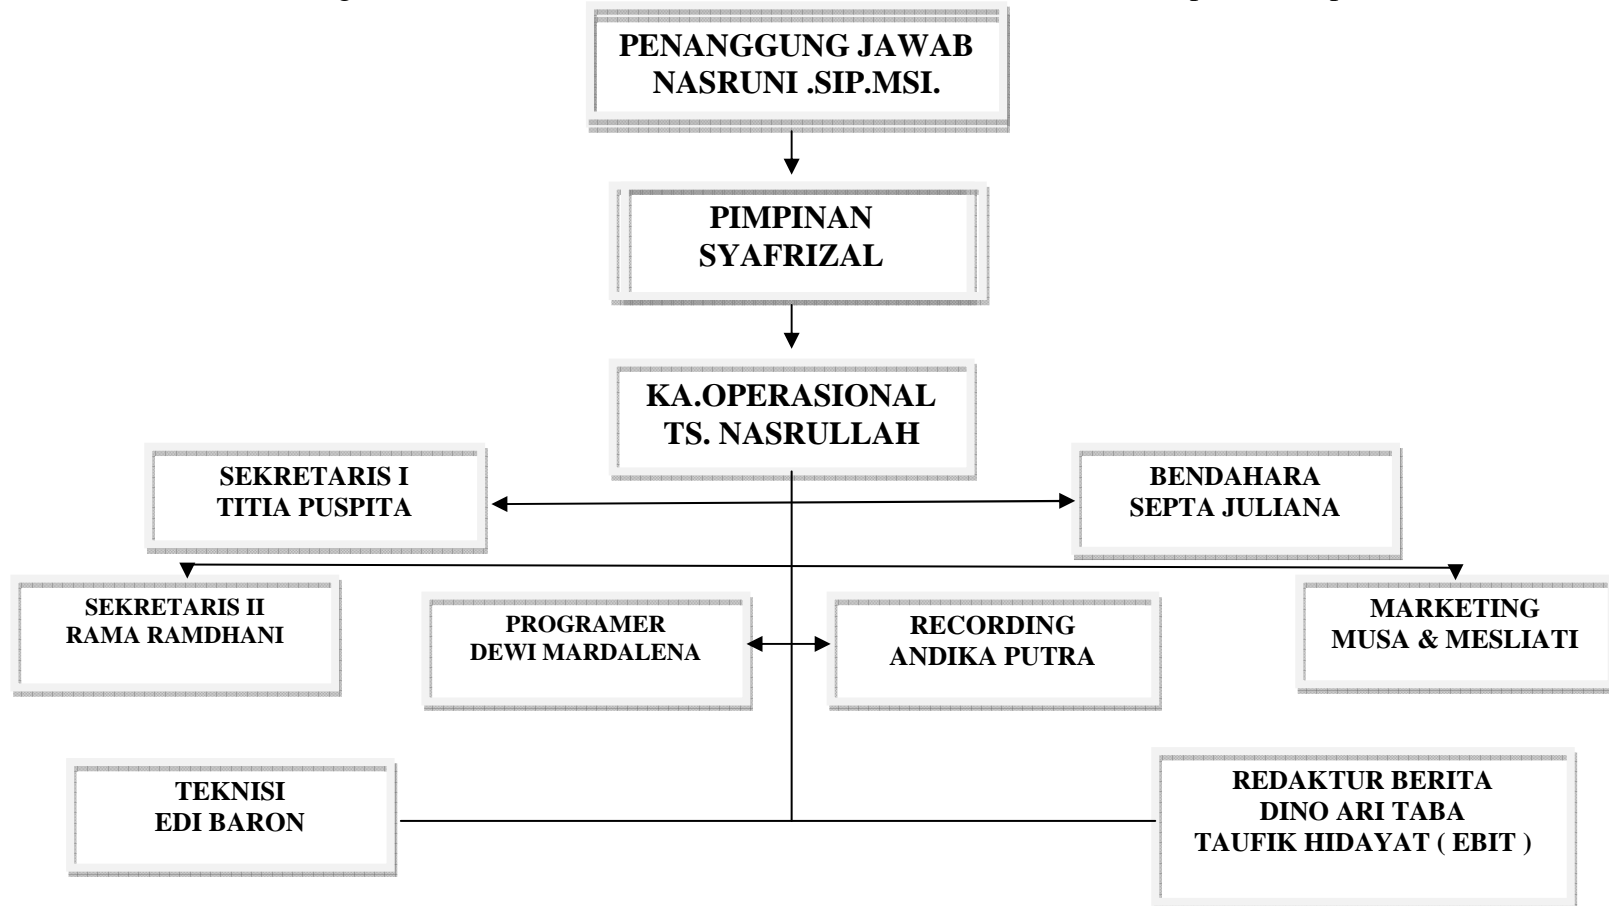 PENANGGUNG JAWAB
NASRUNI .SIP.MSI.
PIMPINAN
SYAFRIZAL
KA.OPERASIONAL
TS. NASRULLAH
SEKRETARIS I
TITIA PUSPITA
BENDAHARA
SEPTA JULIANA
SEKRETARIS II
RAMA RAMDHANI
PROGRAMER
DEWI MARDALENA
RECORDING
ANDIKA PUTRA
MARKETING
MUSA & MESLIATI
TEKNISI
EDI BARON
REDAKTUR BERITA
DINO ARI TABA
TAUFIK HIDAYAT ( EBIT )